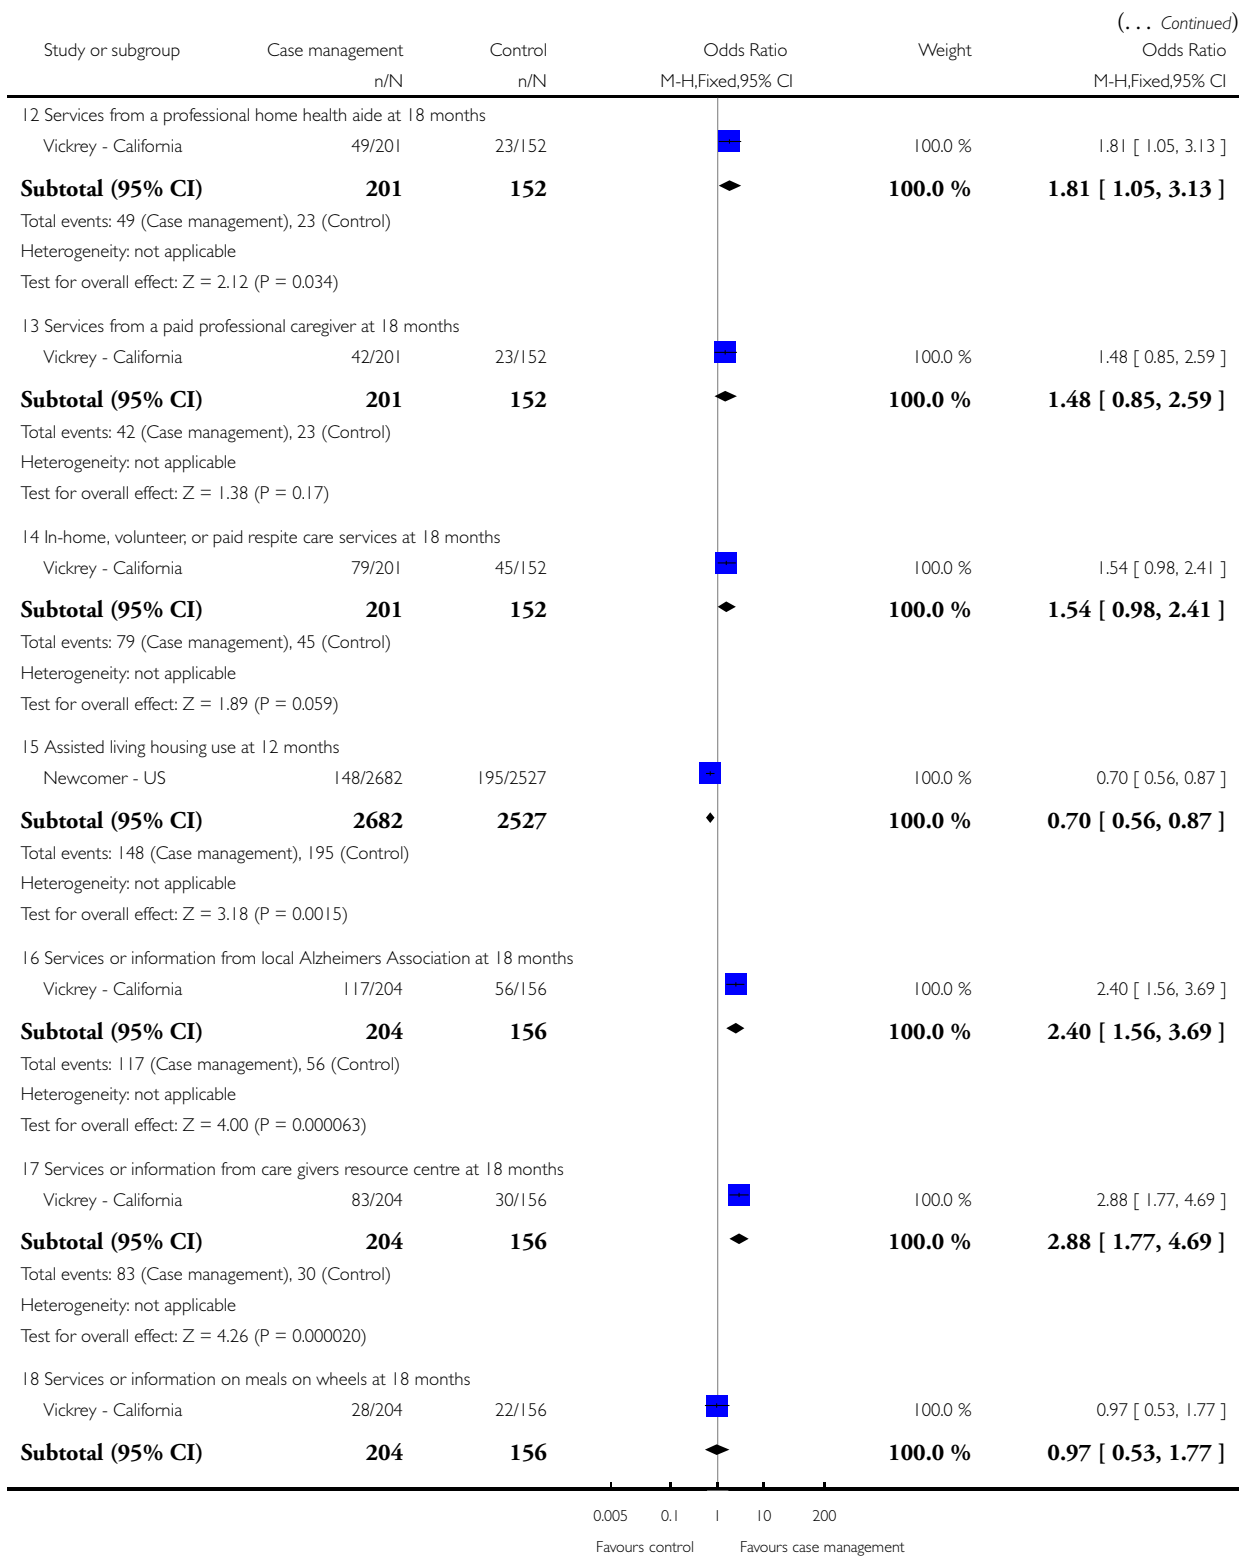 (... Continued)
Study or subgroup Case management Control Odds Ratio Weight Odds Ratio
n/N n/N M-H,Fixed,95% CI M-H,Fixed,95% CI
12 Services from a professional home health aide at 18 months
Vickrey - California 49/201 23/152 100.0 % 1.81 [ 1.05, 3.13 ]
Subtotal (95% CI) 201 152 100.0 % 1.81 [ 1.05, 3.13 ]
Total events: 49 (Case management), 23 (Control)
Heterogeneity: not applicable
Test for overall effect: Z = 2.12 (P = 0.034)
13 Services from a paid professional caregiver at 18 months
Vickrey - California 42/201 23/152 100.0 % 1.48 [ 0.85, 2.59 ]
Subtotal (95% CI) 201 152 100.0 % 1.48 [ 0.85, 2.59 ]
Total events: 42 (Case management), 23 (Control)
Heterogeneity: not applicable
Test for overall effect: Z = 1.38 (P = 0.17)
14 In-home, volunteer, or paid respite care services at 18 months
Vickrey - California 79/201 45/152 100.0 % 1.54 [ 0.98, 2.41 ]
Subtotal (95% CI) 201 152 100.0 % 1.54 [ 0.98, 2.41 ]
Total events: 79 (Case management), 45 (Control)
Heterogeneity: not applicable
Test for overall effect: Z = 1.89 (P = 0.059)
15 Assisted living housing use at 12 months
Newcomer - US 148/2682 195/2527 100.0 % 0.70 [ 0.56, 0.87 ]
Subtotal (95% CI) 2682 2527 100.0 % 0.70 [ 0.56, 0.87 ]
Total events: 148 (Case management), 195 (Control)
Heterogeneity: not applicable
Test for overall effect: Z = 3.18 (P = 0.0015)
16 Services or information from local Alzheimers Association at 18 months
Vickrey - California 117/204 56/156 100.0 % 2.40 [ 1.56, 3.69 ]
Subtotal (95% CI) 204 156 100.0 % 2.40 [ 1.56, 3.69 ]
Total events: 117 (Case management), 56 (Control)
Heterogeneity: not applicable
Test for overall effect: Z = 4.00 (P = 0.000063)
17 Services or information from care givers resource centre at 18 months
Vickrey - California 83/204 30/156 100.0 % 2.88 [ 1.77, 4.69 ]
Subtotal (95% CI) 204 156 100.0 % 2.88 [ 1.77, 4.69 ]
Total events: 83 (Case management), 30 (Control)
Heterogeneity: not applicable
Test for overall effect: Z = 4.26 (P = 0.000020)
18 Services or information on meals on wheels at 18 months
Vickrey - California 28/204 22/156 100.0 % 0.97 [ 0.53, 1.77 ]
Subtotal (95% CI) 204 156 100.0 % 0.97 [ 0.53, 1.77 ]
0.005 0.1 1 10 200
Favours control Favours case management